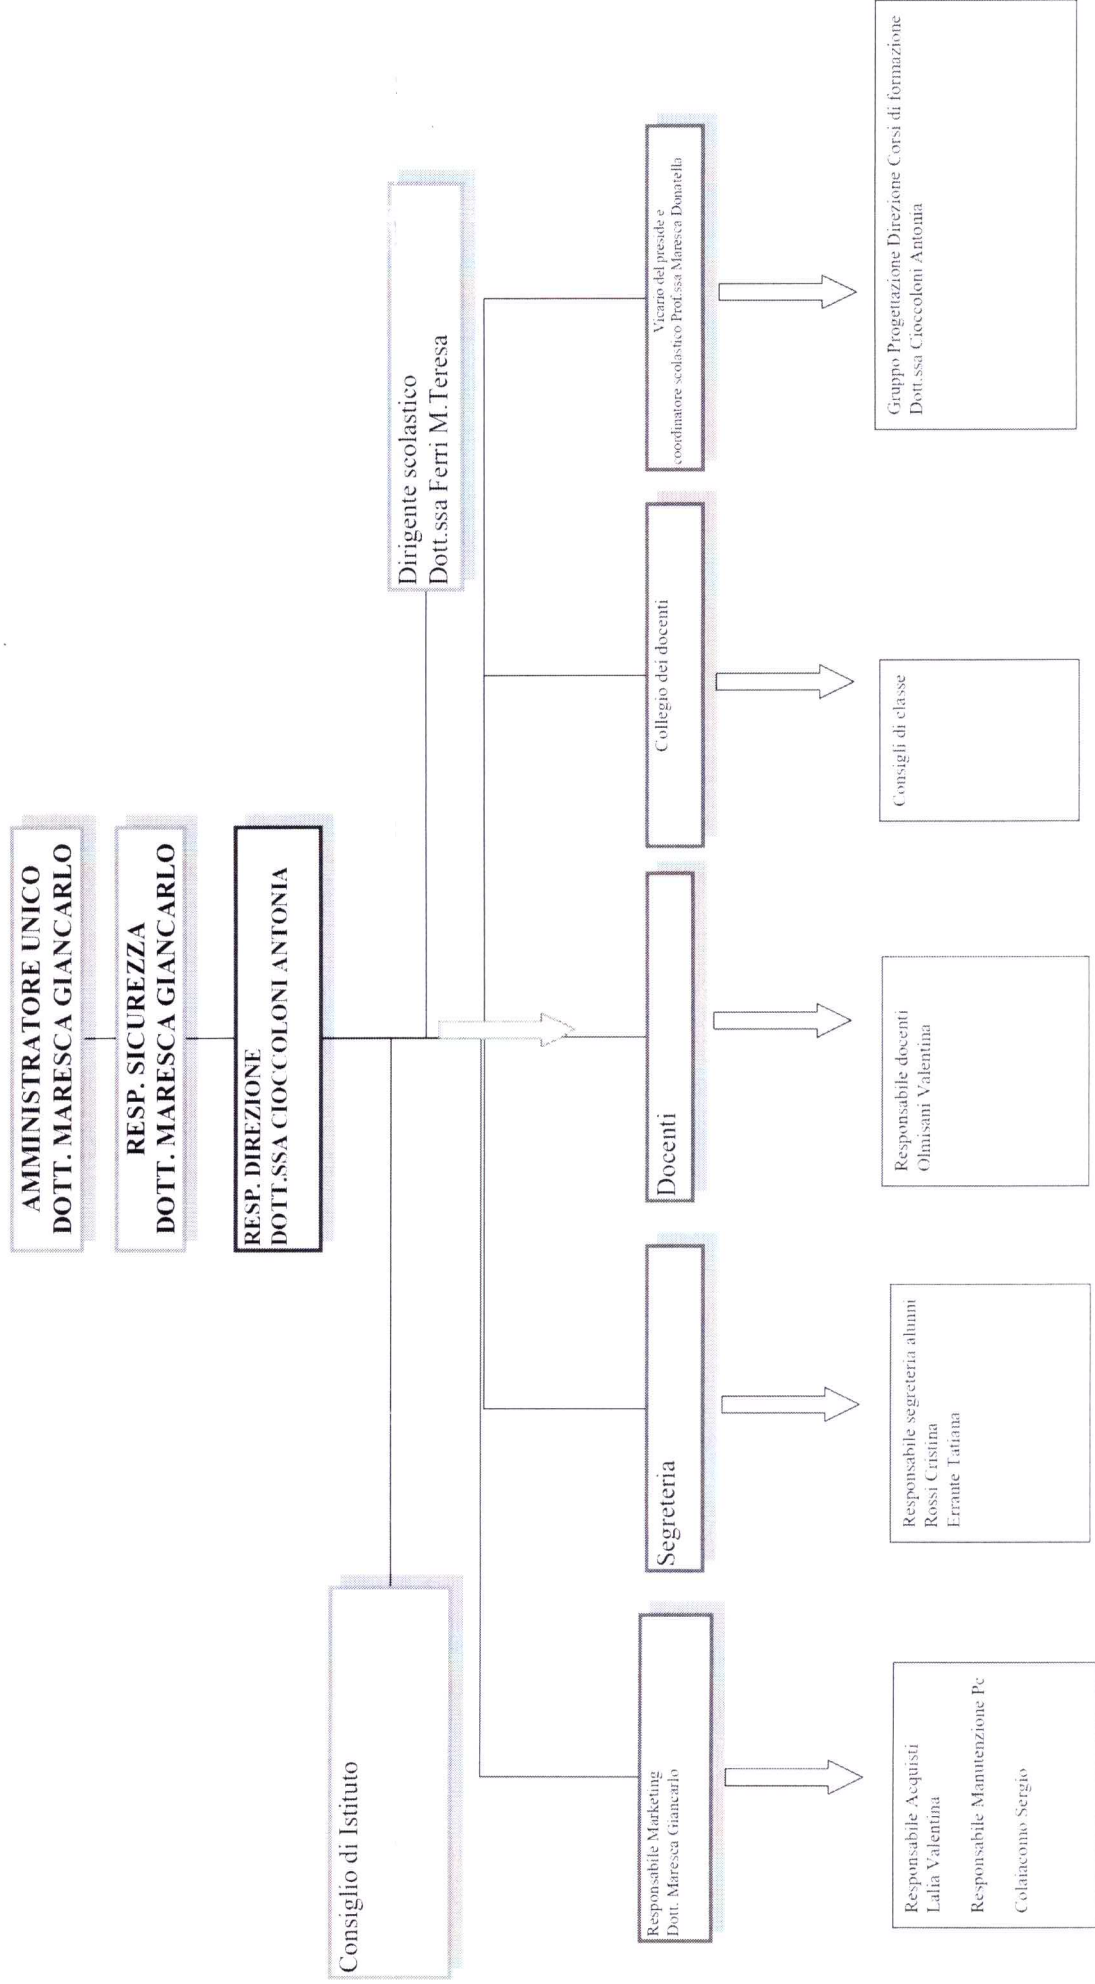 AMMINISTRATORE UNICO
DOTT. MARESCA GIANCARLO
RESP. SICUREZZA
DOTT. MARESCA GIANCARLO
RESP. DIREZIONE
DOTT.SSA CIOCCOLONI ANTONIA
Consiglio di Istituto
Dirigente scolastico
Dott.ssa Ferri M.Teresa
Responsabile Marketing
Dott. Maresca Giancarlo
Segreteria
Docenti
Collegio dei docenti
Vicario del preside e
coordinatore scolastico Prof.ssa Maresca Donatella
Responsabile Acquisti
Lalia Valentina
Responsabile Manutenzione Pc
Colaiacomo Sergio
Responsabile segreteria alunni
Rossi Cristina
Errante Tatiana
Responsabile docenti
Olmisani Valentina
Consigli di classe
Gruppo Progettazione Direzione Corsi di formazione
Dott.ssa Cioccoloni Antonia